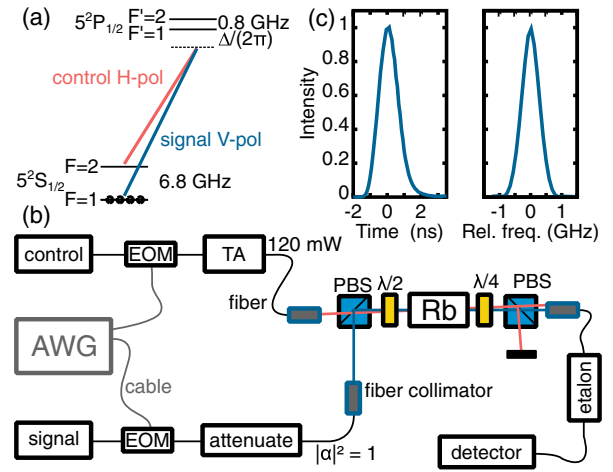 (a)
5²P₁/₂
F'=2
F'=1
0.8 GHz
Δ/(2π)
control H-pol
signal V-pol
F=2
5²S₁/₂
6.8 GHz
F=1
(c)
Intensity
1
0.8
0.6
0.4
0.2
0
-2 0 2
Time (ns)
-1 0 1
Rel. freq. (GHz)
(b)
control
EOM
TA
120 mW
fiber
PBS
λ/2
Rb
λ/4
PBS
AWG
cable
fiber collimator
etalon
signal
EOM
attenuate
|α|² = 1
detector